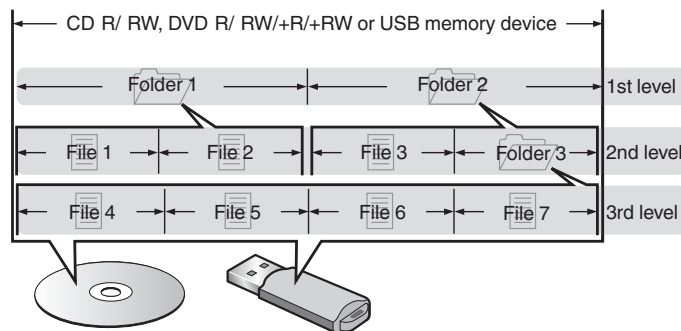 CD R/ RW, DVD R/ RW/+R/+RW or USB memory device
Folder 1 Folder 2 1st level
File 1 File 2 File 3 Folder 3 2nd level
File 4 File 5 File 6 File 7 3rd level